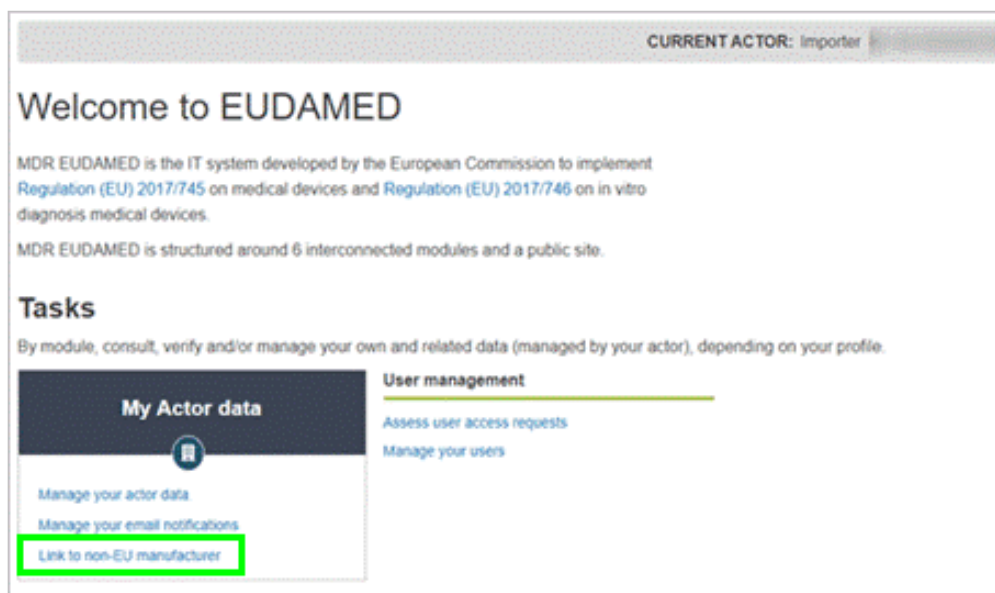 CURRENT ACTOR: Importer
Welcome to EUDAMED
MDR EUDAMED is the IT system developed by the European Commission to implement
Regulation (EU) 2017/745 on medical devices and Regulation (EU) 2017/746 on in vitro
diagnosis medical devices.
MDR EUDAMED is structured around 6 interconnected modules and a public site.
Tasks
By module, consult, verify and/or manage your own and related data (managed by your actor), depending on your profile.
My Actor data
Manage your actor data
Manage your email notifications
Link to non-EU manufacturer
User management
Assess user access requests
Manage your users